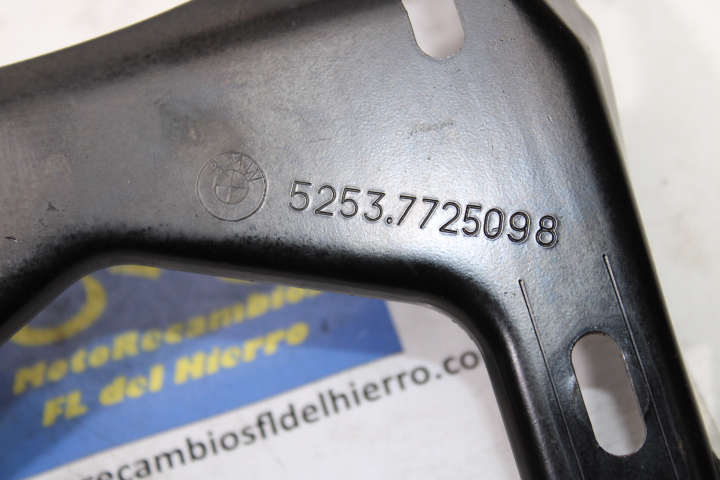 BMW
5253.7725098
MotoRecambios
FL del Hierro
recambiosfldelhierro.co